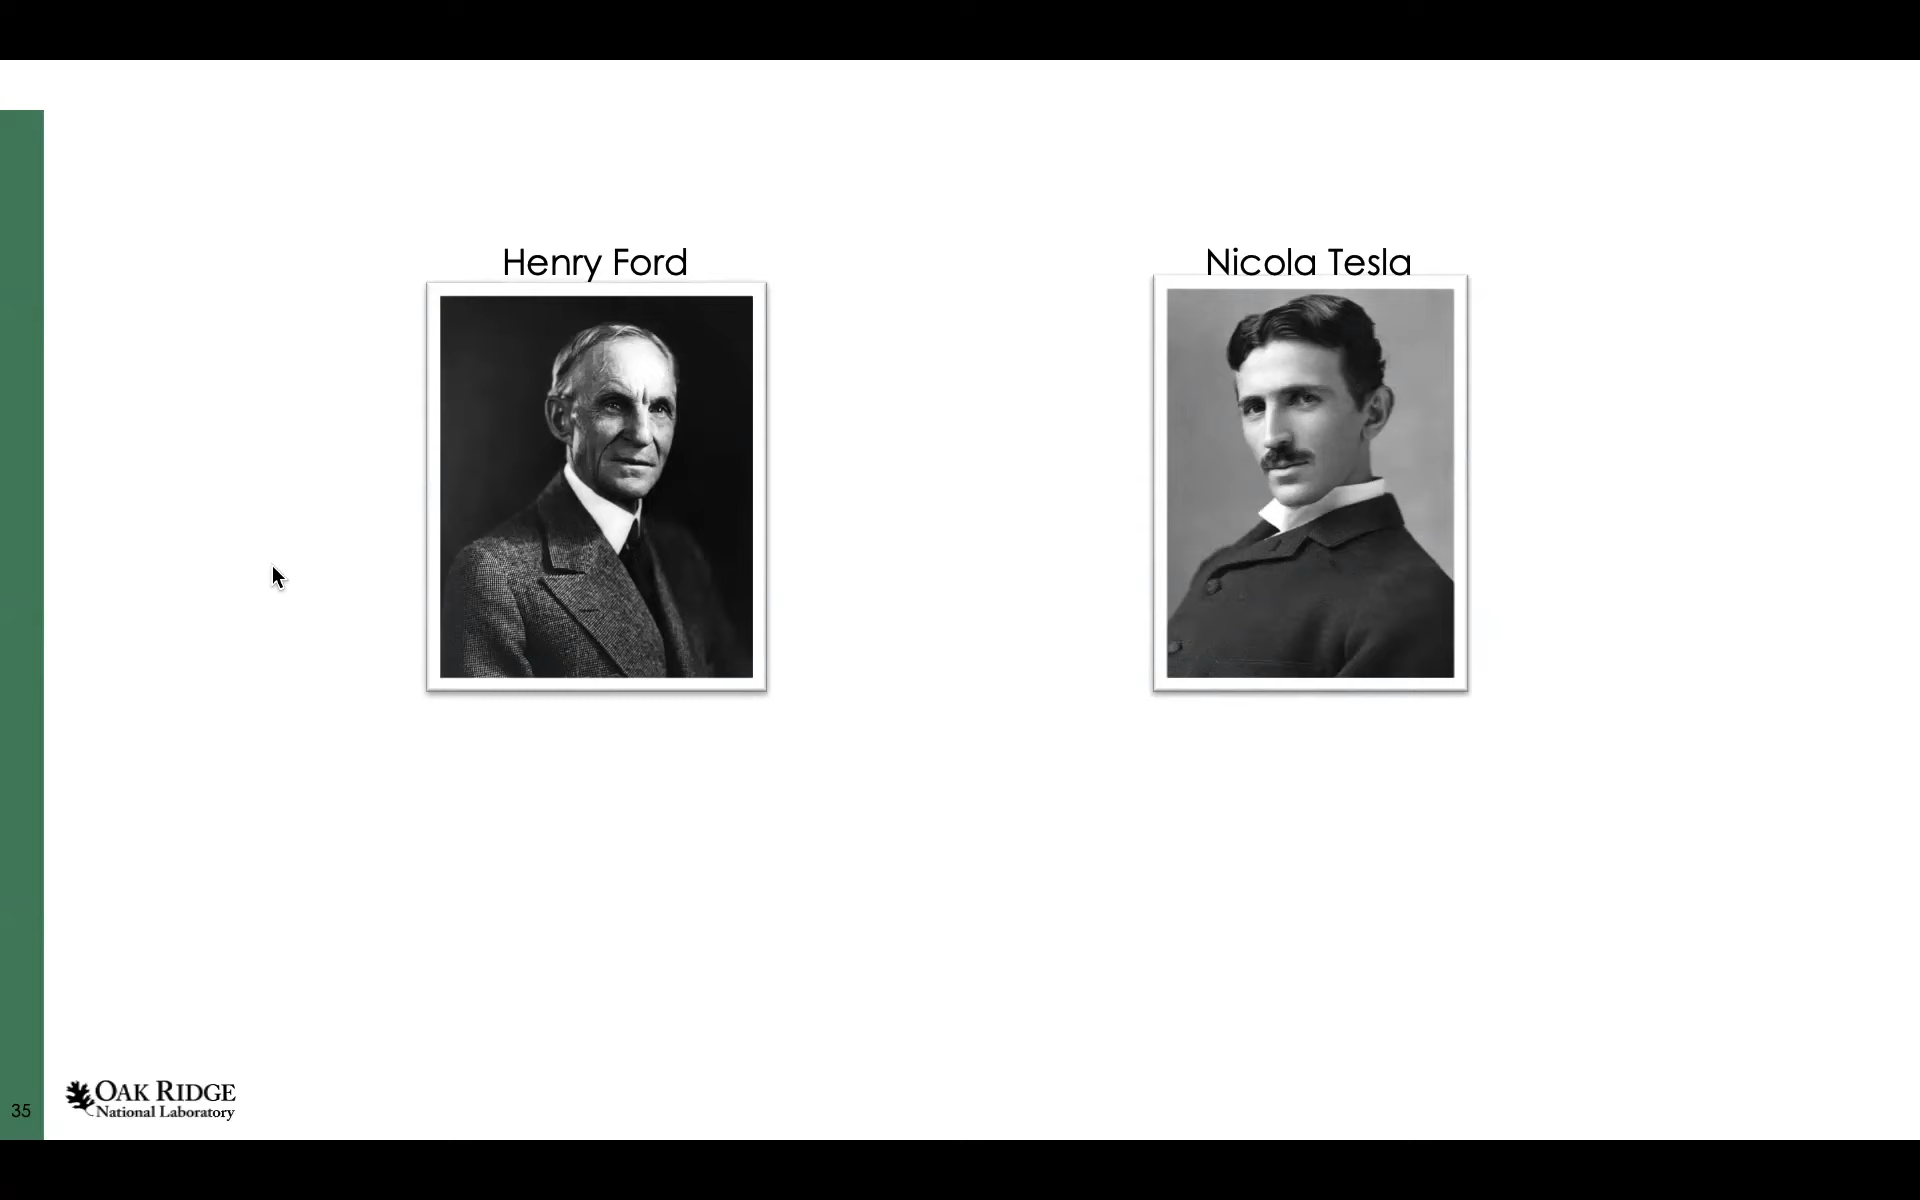 Henry Ford
Nicola Tesla
35
OAK RIDGE
National Laboratory